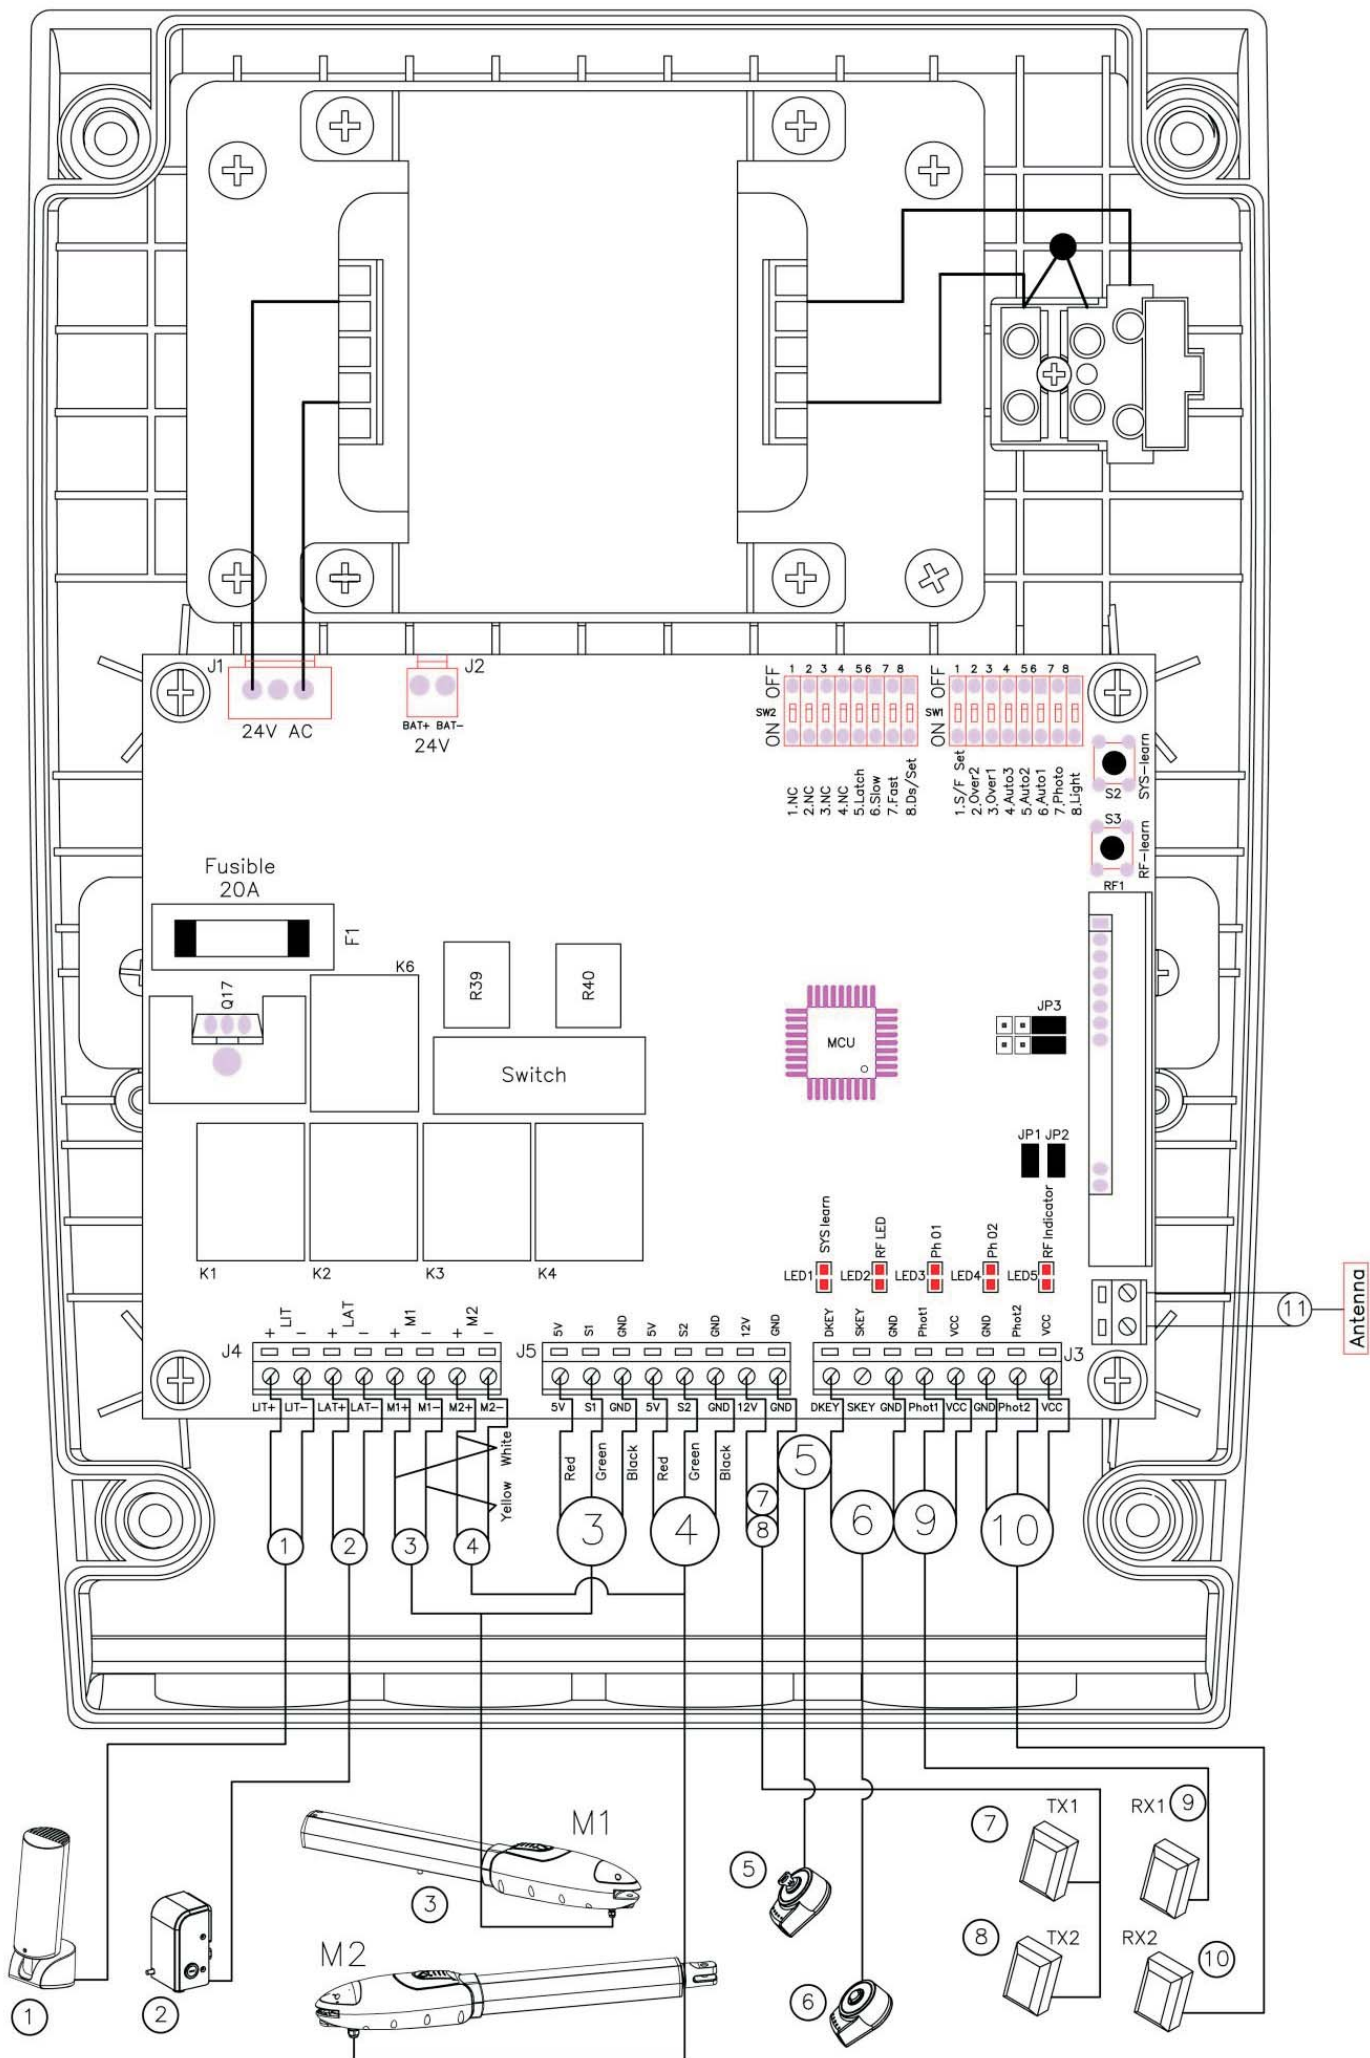 J1
24V AC
J2
BAT+ BAT-
24V
OFF
1 2 3 4 5 6 7 8
SW2
ON
1.NC
2.NC
3.NC
4.NC
5.Latch
6.Slow
7.Fast
8.Ds/Set
OFF
1 2 3 4 5 6 7 8
SW1
ON
1.S/F Set
2.Over2
3.Over1
4.Auto3
5.Auto2
6.Auto1
7.Photo
8.Light
S2
SYS-learn
S3
RF-learn
RF1
Fusible
20A
F1
Q17
K6
R39
R40
Switch
MCU
JP3
JP1 JP2
K1
K2
K3
K4
LED1
SYS learn
LED2
RF LED
LED3
Ph 01
LED4
Ph 02
LED5
RF Indicator
11
Antenna
J4
+ LIT -
+ LAT -
+ M1 -
+ M2 -
LIT+ LIT- LAT+ LAT- M1+ M1- M2+ M2-
J5
5V S1 GND 5V S2 GND 12V GND
5V S1 GND 5V S2 GND 12V GND
J3
DKEY SKEY GND Phot1 VCC GND Phot2 VCC
DKEY SKEY GND Phot1 VCC GND Phot2 VCC
White
Yellow
Red
Green
Black
Red
Green
Black
1
2
3
4
3
4
7
8
5
6
9
10
M1
3
M2
1
2
5
6
7
TX1
RX1
9
8
TX2
RX2
10